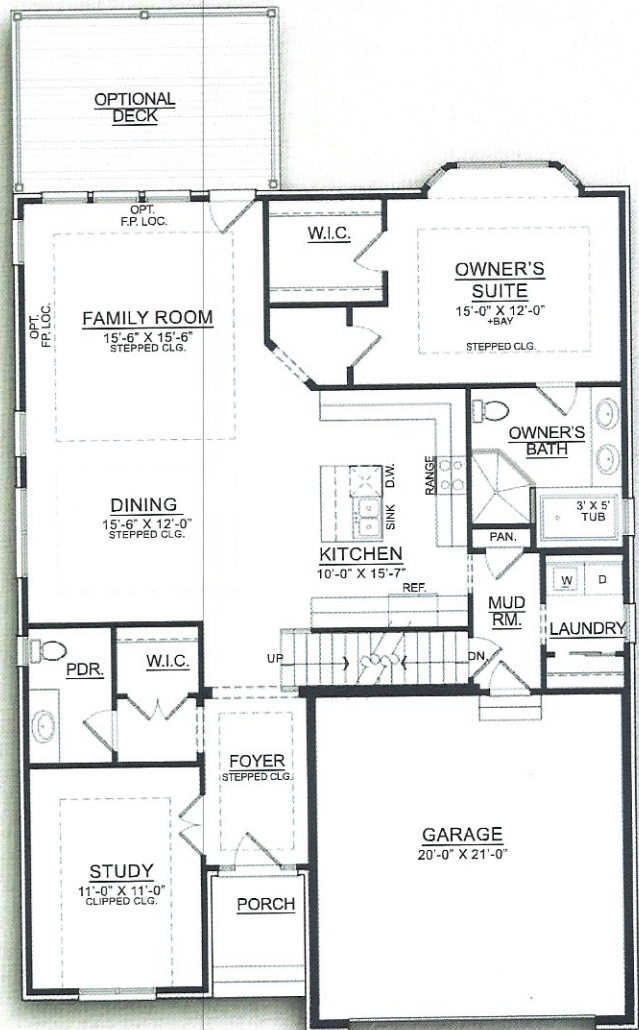 OPTIONAL
DECK
OPT.
F.P. LOC.
W.I.C.
OWNER'S
SUITE
15'-0" X 12'-0"
+BAY
STEPPED CLG.
OPT.
FP. LOC.
FAMILY ROOM
15'-6" X 15'-6"
STEPPED CLG.
OWNER'S
BATH
3' X 5'
TUB
DINING
15'-6" X 12'-0"
STEPPED CLG.
D.W.
SINK
RANGE
KITCHEN
10'-0" X 15'-7"
REF.
PAN.
MUD
RM.
W
D
LAUNDRY
PDR.
W.I.C.
UP
DN.
FOYER
STEPPED CLG.
STUDY
11'-0" X 11'-0"
CLIPPED CLG.
PORCH
GARAGE
20'-0" X 21'-0"